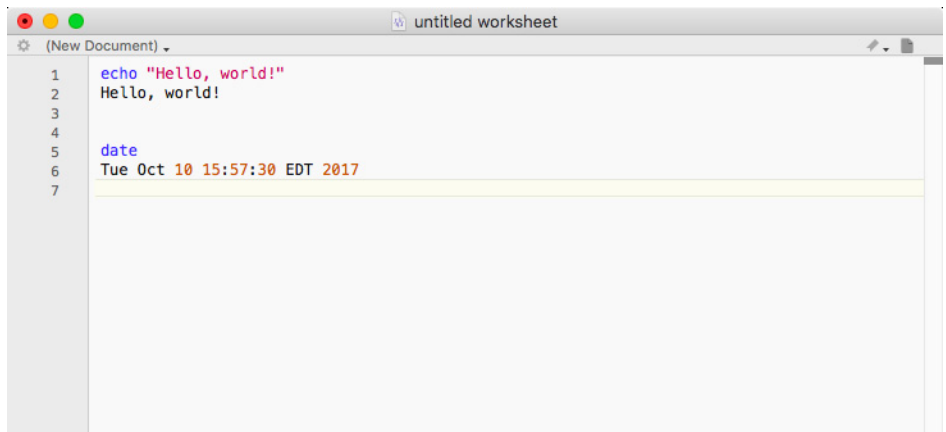 untitled worksheet
(New Document)
1 echo "Hello, world!"
2 Hello, world!
3
4
5 date
6 Tue Oct 10 15:57:30 EDT 2017
7